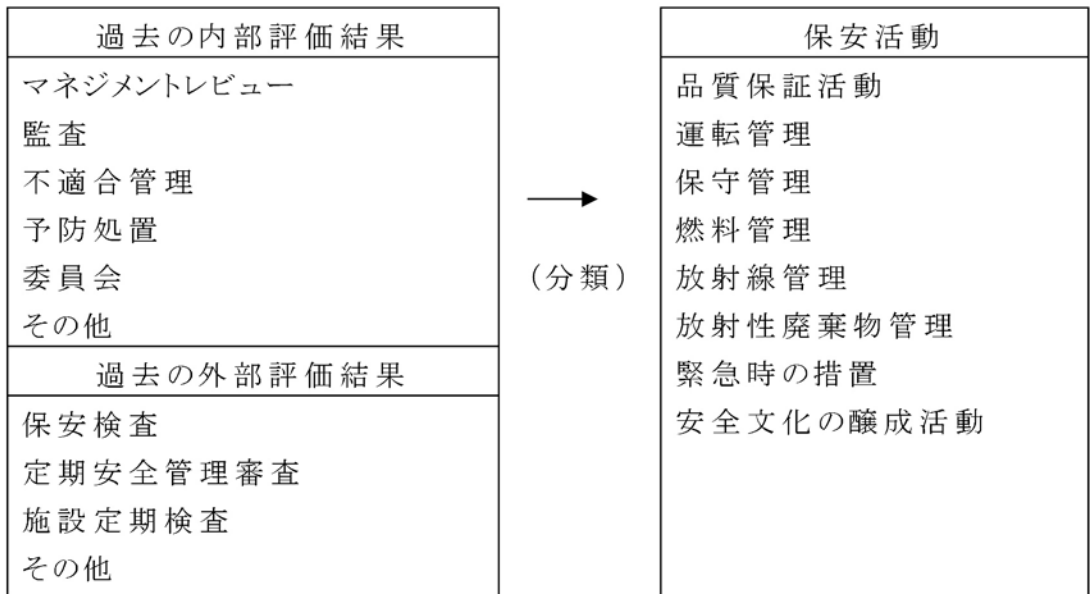 過去の内部評価結果
マネジメントレビュー
監査
不適合管理
予防処置
委員会
その他
過去の外部評価結果
保安検査
定期安全管理審査
施設定期検査
その他
→
(分類)
保安活動
品質保証活動
運転管理
保守管理
燃料管理
放射線管理
放射性廃棄物管理
緊急時の措置
安全文化の醸成活動